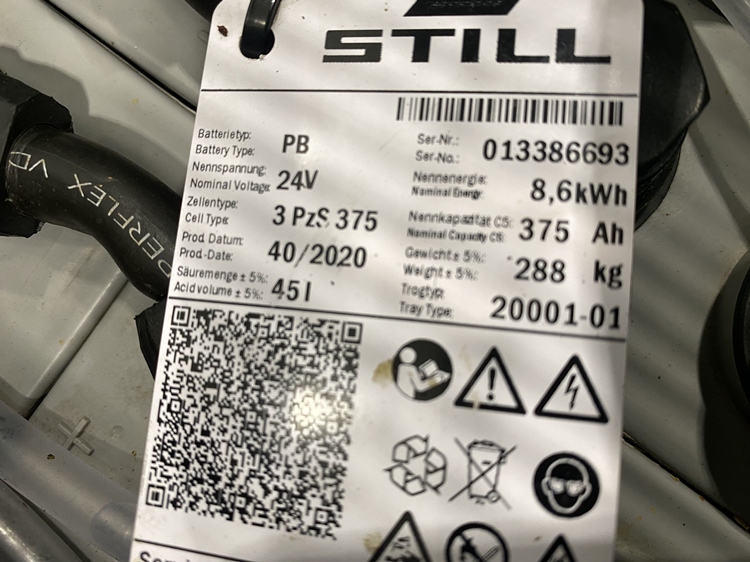 STILL
Batterietyp:
Battery Type: PB
Nennspannung:
Nominal Voltage: 24V
Zellentype:
Cell Type: 3 PzS 375
Prod. Datum:
Prod.-Date: 40/2020
Säuremenge ± 5%:
Acid volume ± 5%: 45 l
Ser-Nr.:
Ser-No.: 013386693
Nennenergie:
Nominal Energy: 8,6kWh
Nennkapazität C5:
Nominal Capacity C5: 375 Ah
Gewicht ± 5%:
Weight ± 5%: 288 kg
Trogtyp:
Tray Type: 20001-01
PERFLEX